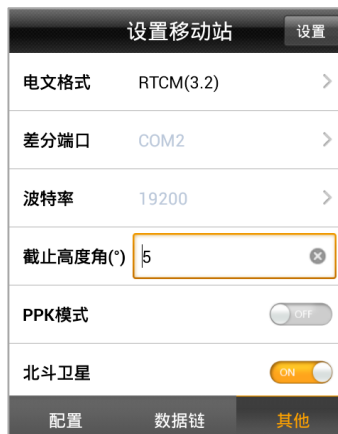 设置移动站 设置
电文格式 RTCM(3.2)
差分端口 COM2
波特率 19200
截止高度角(°) 5
PPK模式 OFF
北斗卫星 ON
配置 数据链 其他